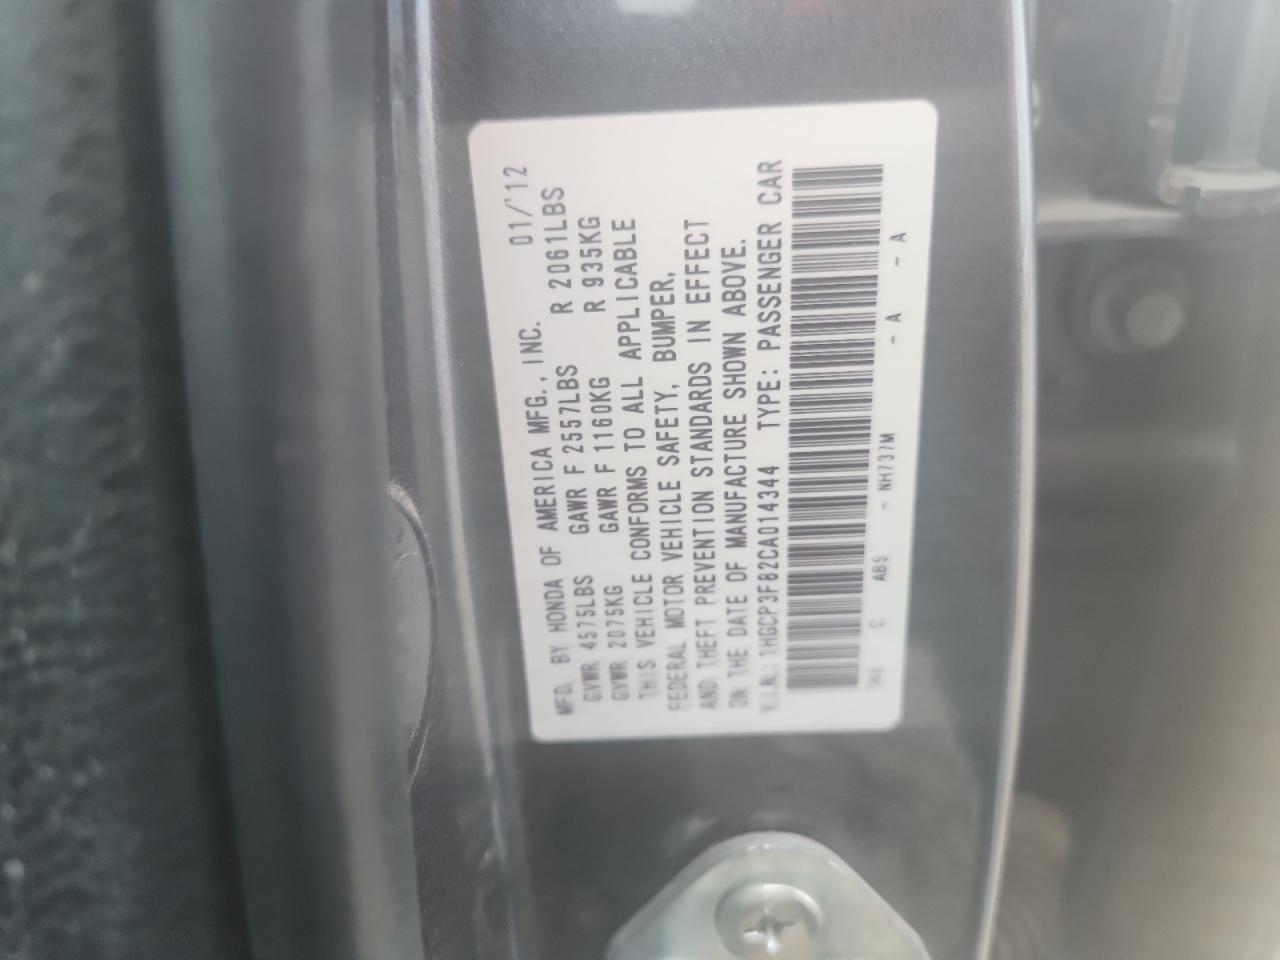 01/'12
MFD. BY HONDA OF AMERICA MFG., INC.
GVWR 4575LBS GAWR F 2557LBS R 2061LBS
GVWR 2075KG GAWR F 1160KG R 935KG
THIS VEHICLE CONFORMS TO ALL APPLICABLE
FEDERAL MOTOR VEHICLE SAFETY, BUMPER,
AND THEFT PREVENTION STANDARDS IN EFFECT
ON THE DATE OF MANUFACTURE SHOWN ABOVE.
V.I.N.: 1HGCP3F82CA014344 TYPE: PASSENGER CAR
C AB5 - NH737M - A - A